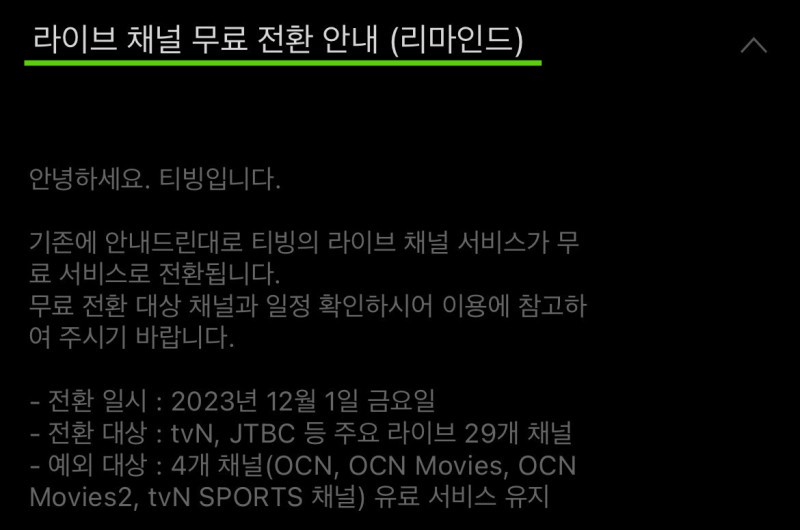 라이브 채널 무료 전환 안내 (리마인드)
안녕하세요. 티빙입니다.
기존에 안내드린대로 티빙의 라이브 채널 서비스가 무
료 서비스로 전환됩니다.
무료 전환 대상 채널과 일정 확인하시어 이용에 참고하
여 주시기 바랍니다.
- 전환 일시 : 2023년 12월 1일 금요일
- 전환 대상 : tvN, JTBC 등 주요 라이브 29개 채널
- 예외 대상 : 4개 채널(OCN, OCN Movies, OCN
Movies2, tvN SPORTS 채널) 유료 서비스 유지